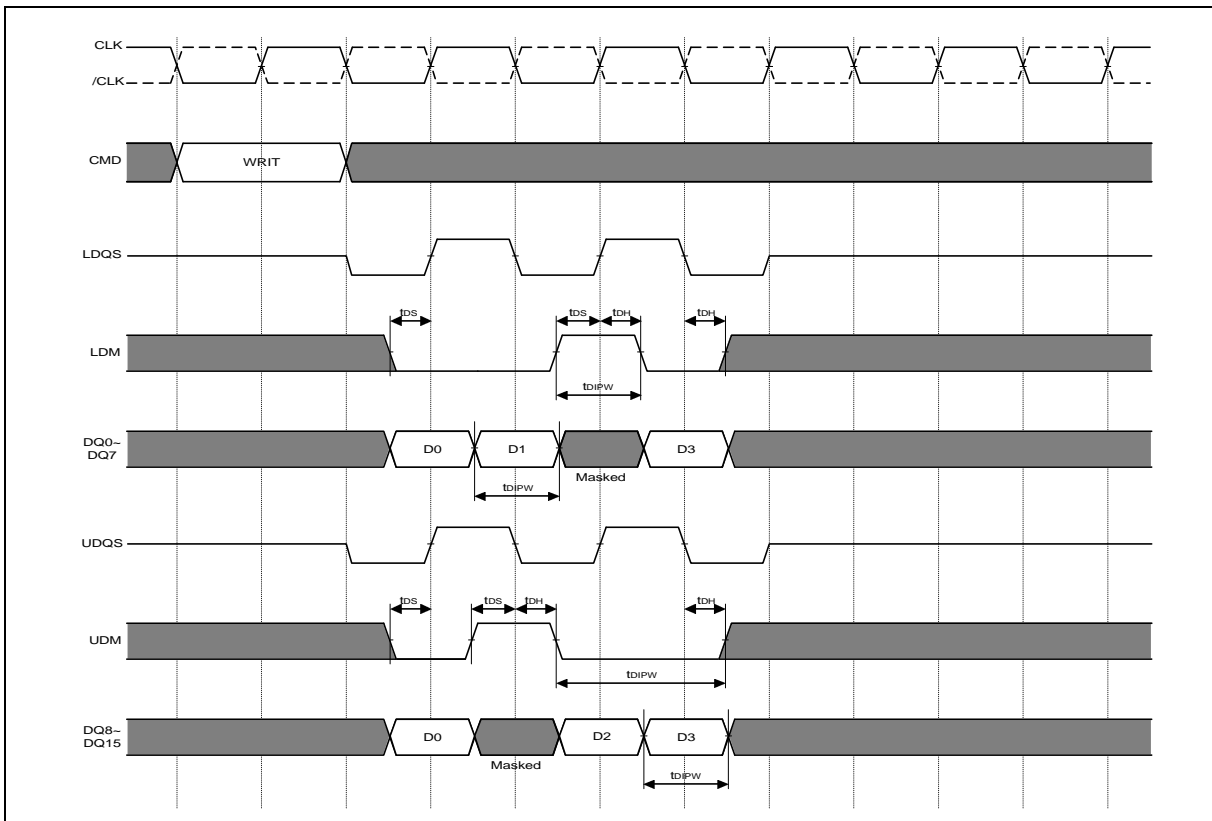 CLK
/CLK
CMD
WRIT
LDQS
tDS tDS tDH tDH
LDM
tDIPW
DQ0~
DQ7
D0 D1 D3
Masked
tDIPW
UDQS
tDS tDS tDH tDH
UDM
tDIPW
DQ8~
DQ15
D0 D2 D3
Masked
tDIPW